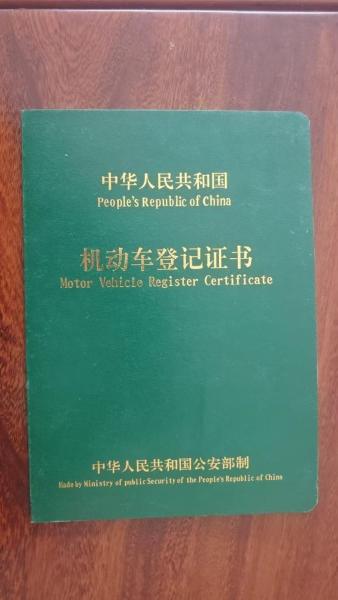 中华人民共和国
People's Republic of China
机动车登记证书
Motor Vehicle Register Certificate
中华人民共和国公安部制
Made by Ministry of public Security of the People's Republic of China